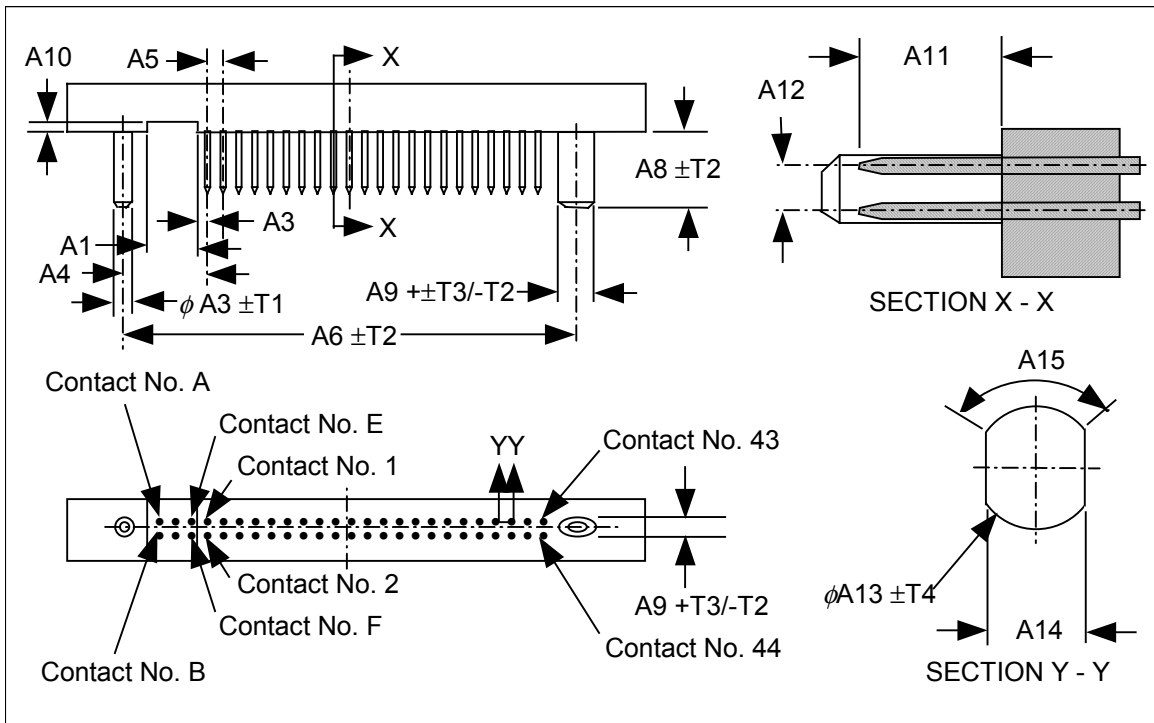 A10
A5
X
A8 ±T2
A3
X
A1
A4
ϕ A3 ±T1
A9 +±T3/-T2
A6 ±T2
A11
A12
SECTION X - X
Contact No. A
Contact No. E
Contact No. 1
YY
Contact No. 43
Contact No. 2
Contact No. F
Contact No. B
A9 +T3/-T2
Contact No. 44
A15
ϕA13 ±T4
A14
SECTION Y - Y